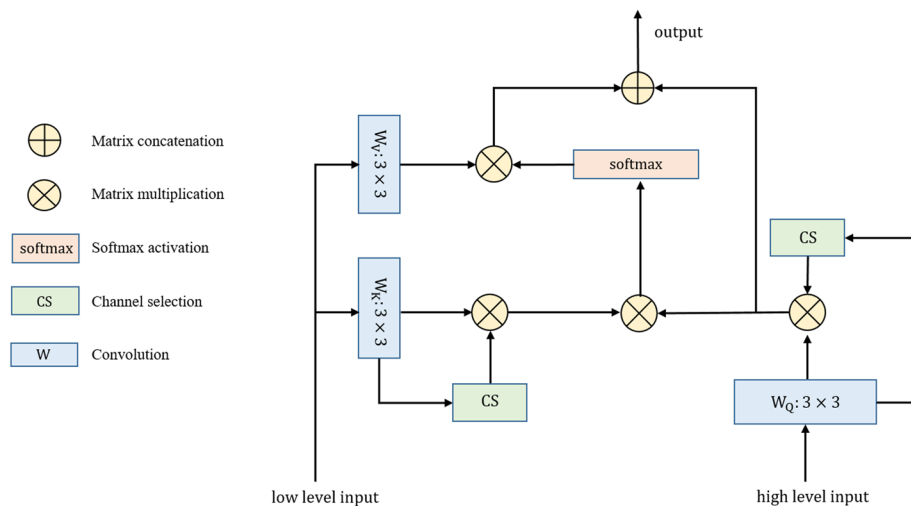 output
Matrix concatenation
W_V: 3 × 3
Matrix multiplication
softmax
softmax
Softmax activation
CS
CS
Channel selection
W_K: 3 × 3
W
Convolution
CS
W_Q: 3 × 3
low level input
high level input